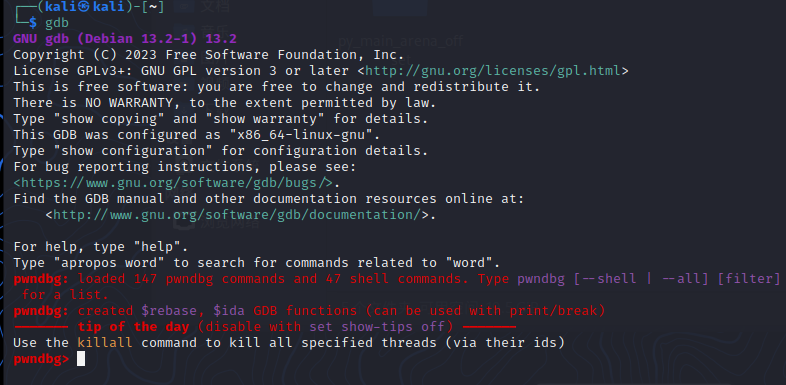 文档
┌──(kali㉿kali)-[~]
└─$ gdb
GNU gdb (Debian 13.2-1) 13.2
my_main_arena_off
Copyright (C) 2023 Free Software Foundation, Inc.
License GPLv3+: GNU GPL version 3 or later <http://gnu.org/licenses/gpl.html>
This is free software: you are free to change and redistribute it.
There is NO WARRANTY, to the extent permitted by law.
Type "show copying" and "show warranty" for details.
This GDB was configured as "x86_64-linux-gnu".
Type "show configuration" for configuration details.
For bug reporting instructions, please see:
<https://www.gnu.org/software/gdb/bugs/>.
Find the GDB manual and other documentation resources online at:
    <http://www.gnu.org/software/gdb/documentation/>.
For help, type "help".
Type "apropos word" to search for commands related to "word".
pwndbg: loaded 147 pwndbg commands and 47 shell commands. Type pwndbg [--shell | --all] [filter]
 for a list.
pwndbg: created $rebase, $ida GDB functions (can be used with print/break)
------- tip of the day (disable with set show-tips off) -------
Use the killall command to kill all specified threads (via their ids)
pwndbg>